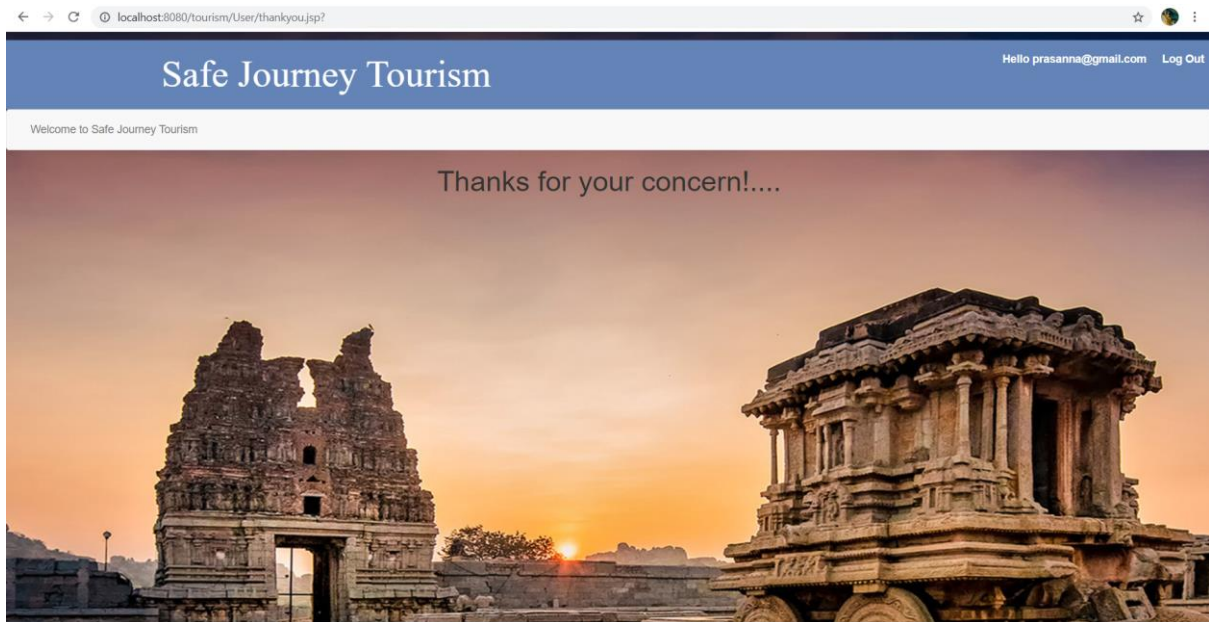 localhost:8080/tourism/User/thankyou.jsp?
Safe Journey Tourism
Hello prasanna@gmail.com Log Out
Welcome to Safe Journey Tourism
Thanks for your concern!....